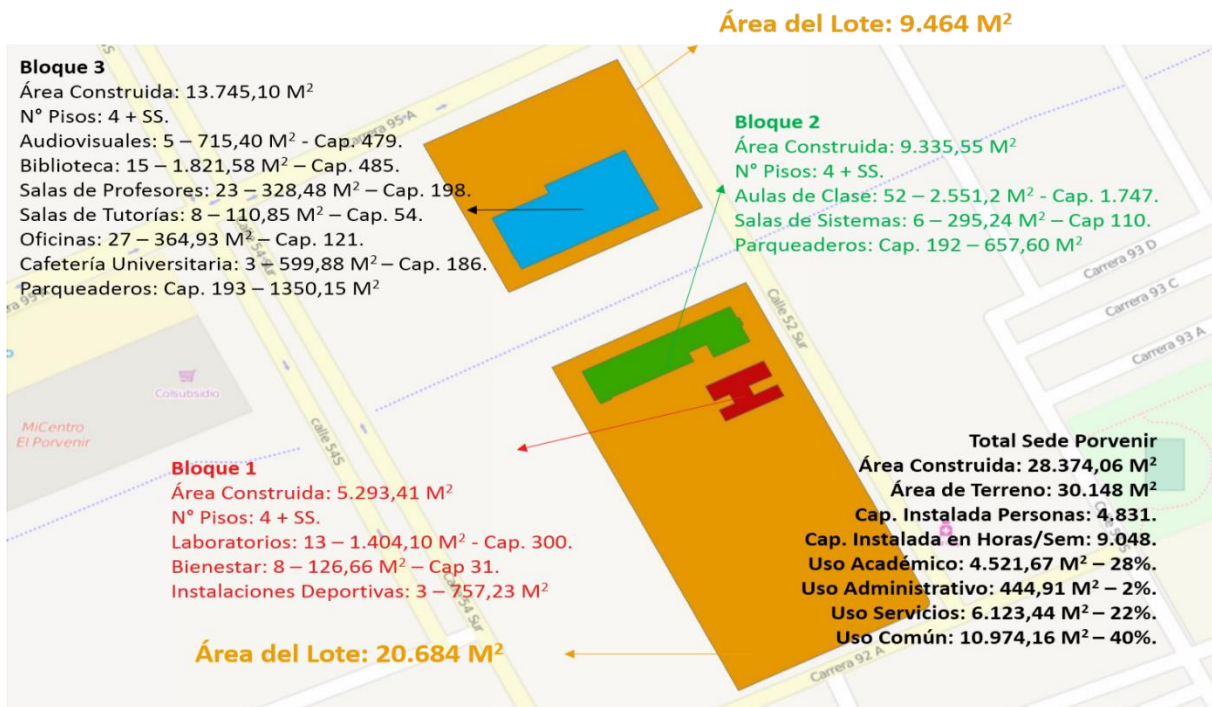 Área del Lote: 9.464 M²
Bloque 3
Área Construida: 13.745,10 M²
N° Pisos: 4 + SS.
Audiovisuales: 5 – 715,40 M² - Cap. 479.
Biblioteca: 15 – 1.821,58 M² – Cap. 485.
Salas de Profesores: 23 – 328,48 M² – Cap. 198.
Salas de Tutorías: 8 – 110,85 M² – Cap. 54.
Oficinas: 27 – 364,93 M² – Cap. 121.
Cafetería Universitaria: 3 – 599,88 M² – Cap. 186.
Parqueaderos: Cap. 193 – 1350,15 M²
Bloque 2
Área Construida: 9.335,55 M²
N° Pisos: 4 + SS.
Aulas de Clase: 52 – 2.551,2 M² - Cap. 1.747.
Salas de Sistemas: 6 – 295,24 M² – Cap 110.
Parqueaderos: Cap. 192 – 657,60 M²
Carrera 95 A
Calle 54 Sur
Calle 52 Sur
Carrera 93 D
Carrera 93 C
Carrera 93 A
Colsubsidio
MiCentro
El Porvenir
calle 54S
Bloque 1
Área Construida: 5.293,41 M²
N° Pisos: 4 + SS.
Laboratorios: 13 – 1.404,10 M² - Cap. 300.
Bienestar: 8 – 126,66 M² – Cap 31.
Instalaciones Deportivas: 3 – 757,23 M²
Calle 54 Sur
Total Sede Porvenir
Área Construida: 28.374,06 M²
Área de Terreno: 30.148 M²
Cap. Instalada Personas: 4.831.
Cap. Instalada en Horas/Sem: 9.048.
Uso Académico: 4.521,67 M² – 28%.
Uso Administrativo: 444,91 M² – 2%.
Uso Servicios: 6.123,44 M² – 22%.
Uso Común: 10.974,16 M² – 40%.
Área del Lote: 20.684 M²
Carrera 92 A